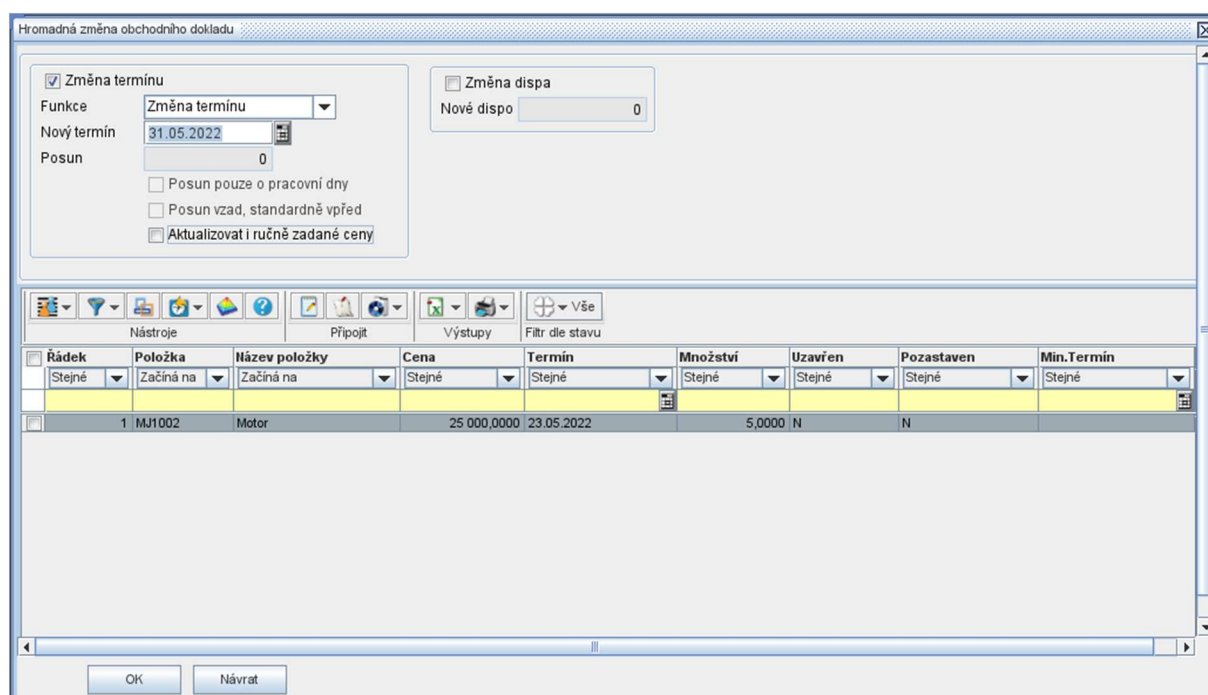 Hromadná změna obchodního dokladu
Změna termínu
Funkce Změna termínu
Nový termín 31.05.2022
Posun 0
Posun pouze o pracovní dny
Posun vzad, standardně vpřed
Aktualizovat i ručně zadané ceny
Změna dispa
Nové dispo 0
Vše
Nástroje Připojit Výstupy Filtr dle stavu
Řádek Položka Název položky Cena Termín Množství Uzavřen Pozastaven Min.Termín
Stejné Začíná na Začíná na Stejné Stejné Stejné Stejné Stejné Stejné
1 MJ1002 Motor 25 000,0000 23.05.2022 5,0000 N N
OK Návrat